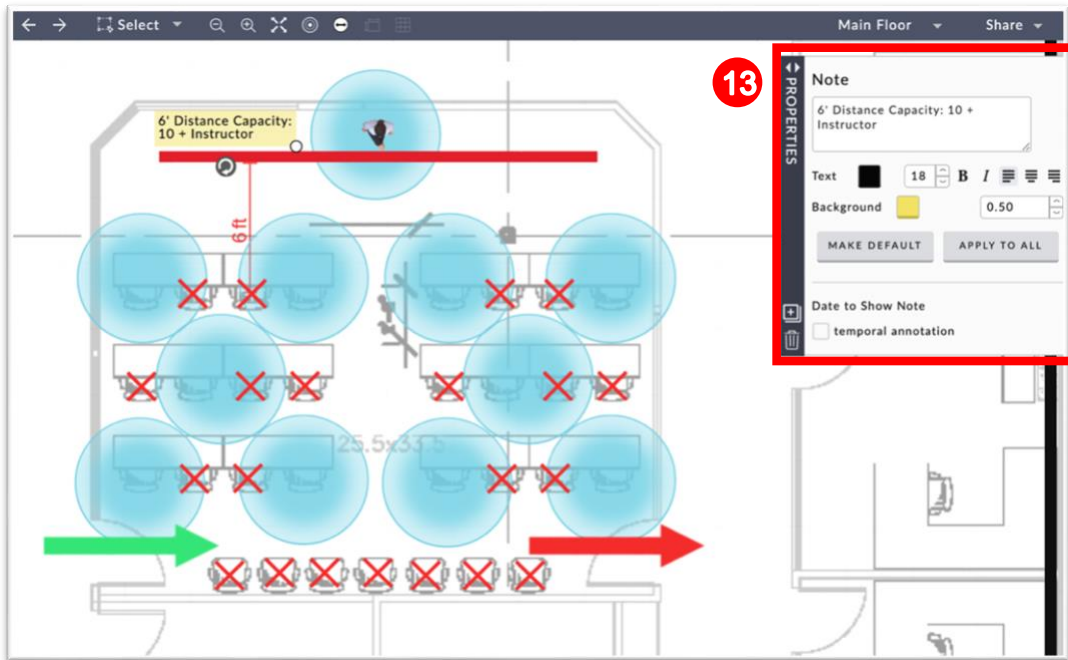 Select
Main Floor
Share
13
PROPERTIES
Note
6' Distance Capacity: 10 +
Instructor
Text
18
B
I
Background
0.50
MAKE DEFAULT
APPLY TO ALL
Date to Show Note
temporal annotation
6' Distance Capacity:
10 + Instructor
6 ft
25.5x33.5